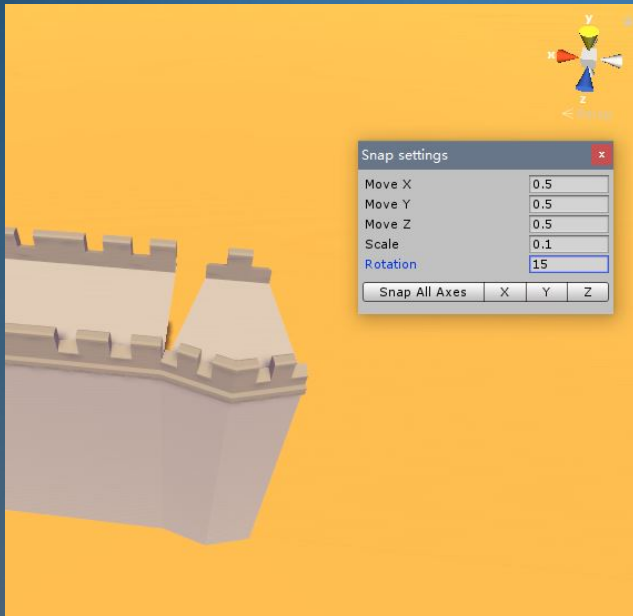 y
x
z
Snap settings
x
Move X 0.5
Move Y 0.5
Move Z 0.5
Scale 0.1
Rotation 15
Snap All Axes X Y Z